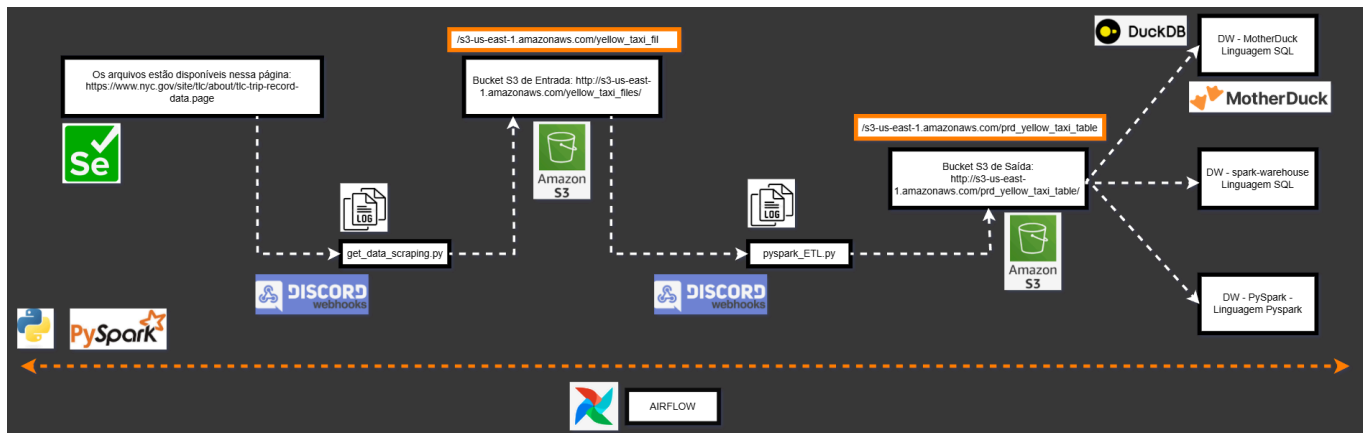 Os arquivos estão disponíveis nessa página:
https://www.nyc.gov/site/tlc/about/tlc-trip-record-
data.page
Se
/s3-us-east-1.amazonaws.com/yellow_taxi_fil
Bucket S3 de Entrada: http://s3-us-east-
1.amazonaws.com/yellow_taxi_files/
Amazon
S3
LOG
get_data_scraping.py
DISCORD
webhooks
LOG
pyspark_ETL.py
DISCORD
webhooks
/s3-us-east-1.amazonaws.com/prd_yellow_taxi_table
Bucket S3 de Saída:
http://s3-us-east-
1.amazonaws.com/prd_yellow_taxi_table/
Amazon
S3
DuckDB
DW - MotherDuck
Linguagem SQL
MotherDuck
DW - spark-warehouse
Linguagem SQL
DW - PySpark -
Linguagem Pyspark
PySpark
AIRFLOW